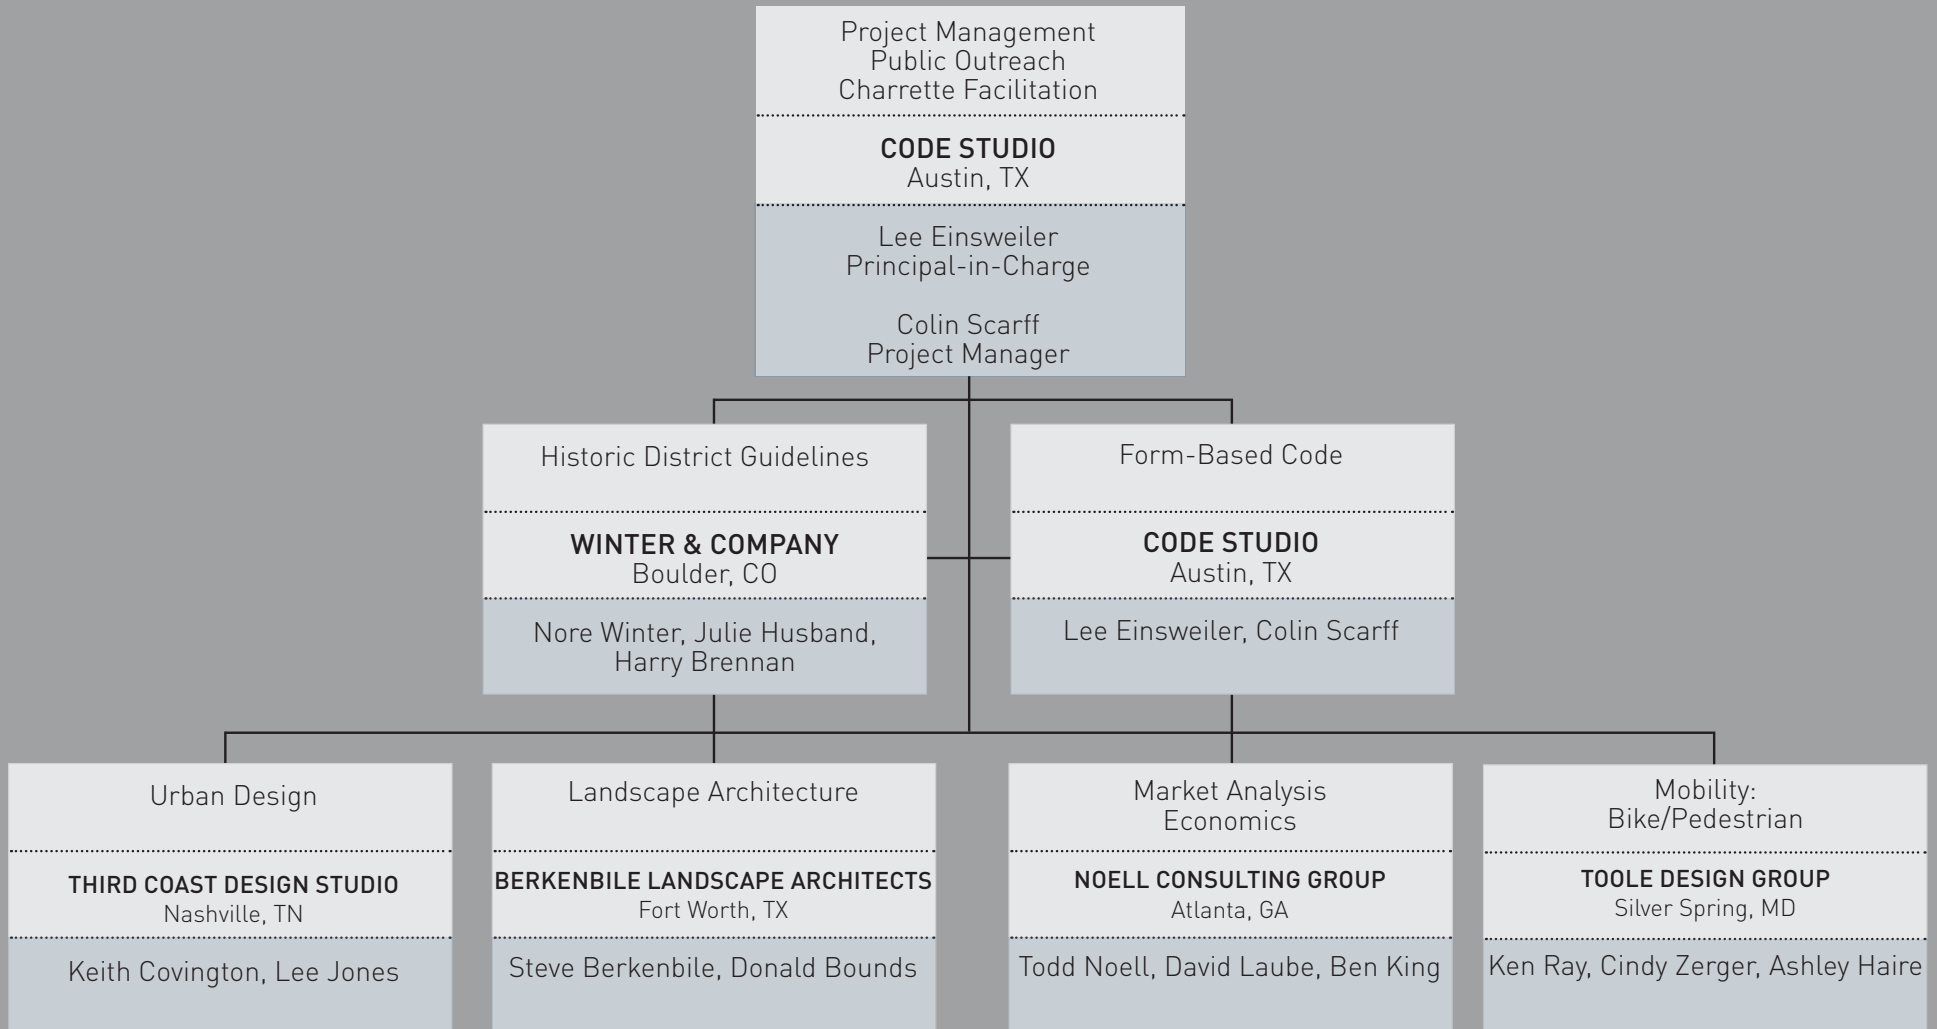 Project Management
Public Outreach
Charrette Facilitation
CODE STUDIO
Austin, TX
Lee Einsweiler
Principal-in-Charge
Colin Scarff
Project Manager
Historic District Guidelines
WINTER & COMPANY
Boulder, CO
Nore Winter, Julie Husband,
Harry Brennan
Form-Based Code
CODE STUDIO
Austin, TX
Lee Einsweiler, Colin Scarff
Urban Design
THIRD COAST DESIGN STUDIO
Nashville, TN
Keith Covington, Lee Jones
Landscape Architecture
BERKENBILE LANDSCAPE ARCHITECTS
Fort Worth, TX
Steve Berkenbile, Donald Bounds
Market Analysis
Economics
NOELL CONSULTING GROUP
Atlanta, GA
Todd Noell, David Laube, Ben King
Mobility:
Bike/Pedestrian
TOOLE DESIGN GROUP
Silver Spring, MD
Ken Ray, Cindy Zerger, Ashley Haire